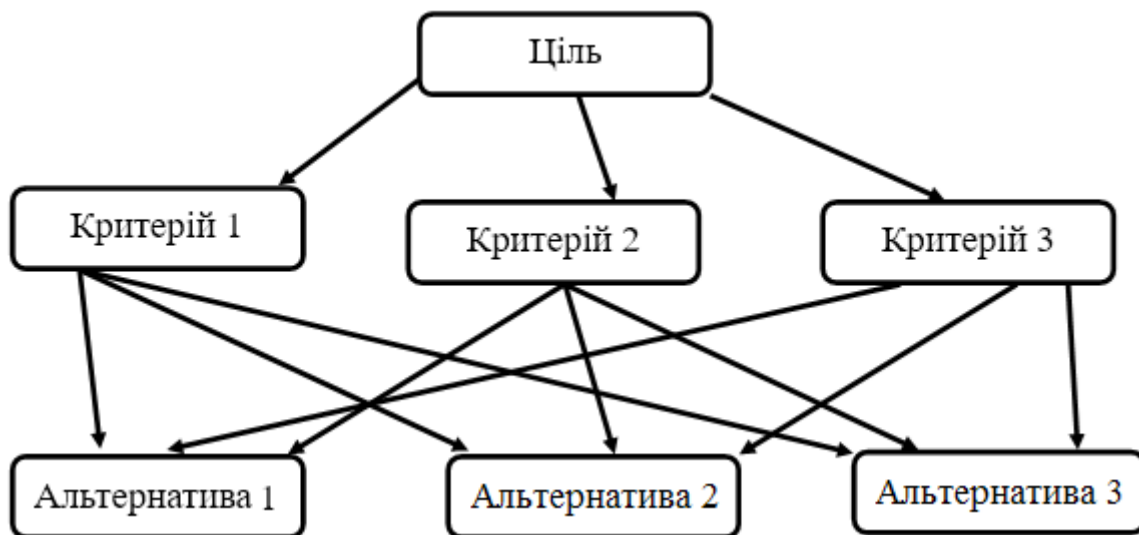 Ціль
Критерій 1
Критерій 2
Критерій 3
Альтернатива 1
Альтернатива 2
Альтернатива 3